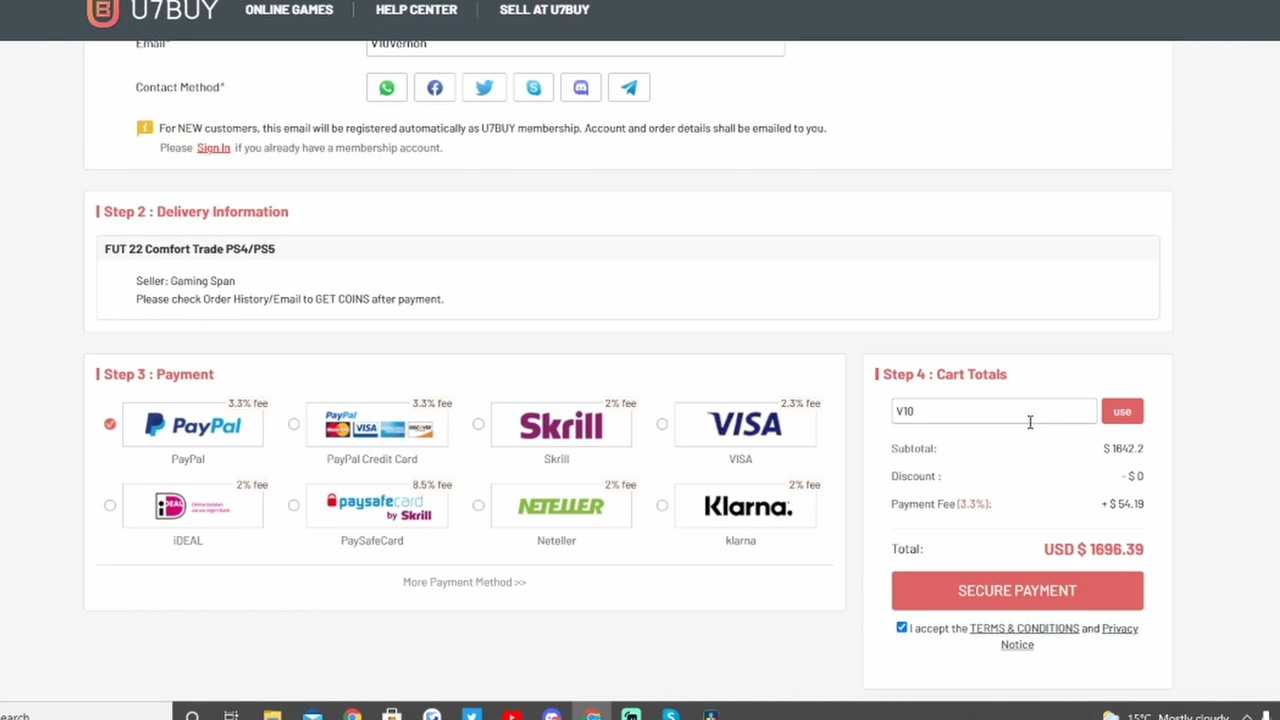 U7BUY ONLINE GAMES HELP CENTER SELL AT U7BUY
Email* V10Vernon
Contact Method*
For NEW customers, this email will be registered automatically as U7BUY membership. Account and order details shall be emailed to you.
Please Sign In if you already have a membership account.
Step 2 : Delivery Information
FUT 22 Comfort Trade PS4/PS5
Seller: Gaming Span
Please check Order History/Email to GET COINS after payment.
Step 3 : Payment
3.3% fee 3.3% fee 2% fee 2.3% fee
PayPal PayPal VISA DISCOVER Skrill VISA
PayPal PayPal Credit Card Skrill VISA
2% fee 8.5% fee 2% fee 2% fee
iDEAL paysafecard by Skrill NETELLER Klarna.
iDEAL PaySafeCard Neteller klarna
More Payment Method >>
Step 4 : Cart Totals
V10 use
Subtotal: $ 1642.2
Discount : - $ 0
Payment Fee (3.3%): + $ 54.19
Total: USD $ 1696.39
SECURE PAYMENT
I accept the TERMS & CONDITIONS and Privacy
Notice
earch 15°C Mostly cloudy